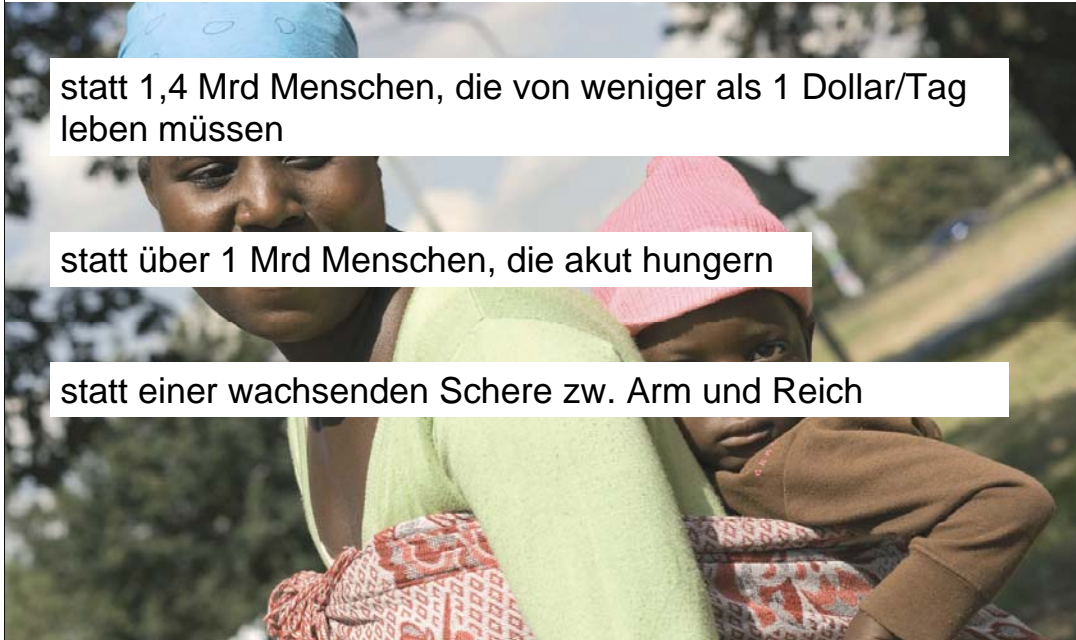 statt 1,4 Mrd Menschen, die von weniger als 1 Dollar/Tag
leben müssen
statt über 1 Mrd Menschen, die akut hungern
statt einer wachsenden Schere zw. Arm und Reich